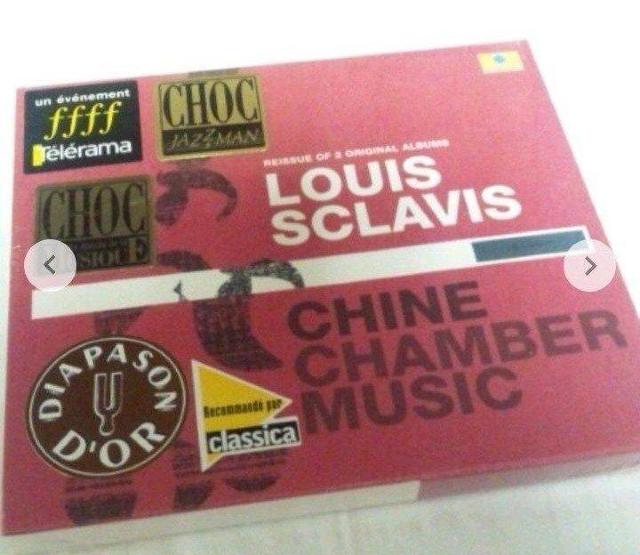 un événement
ffff
Télérama
CHOC
JAZZMAN
REISSUE OF 2 ORIGINAL ALBUMS
LOUIS
SCLAVIS
CHOC
CHINE
CHAMBER
MUSIC
DIAPASON
D'OR
Recommandé par
classica